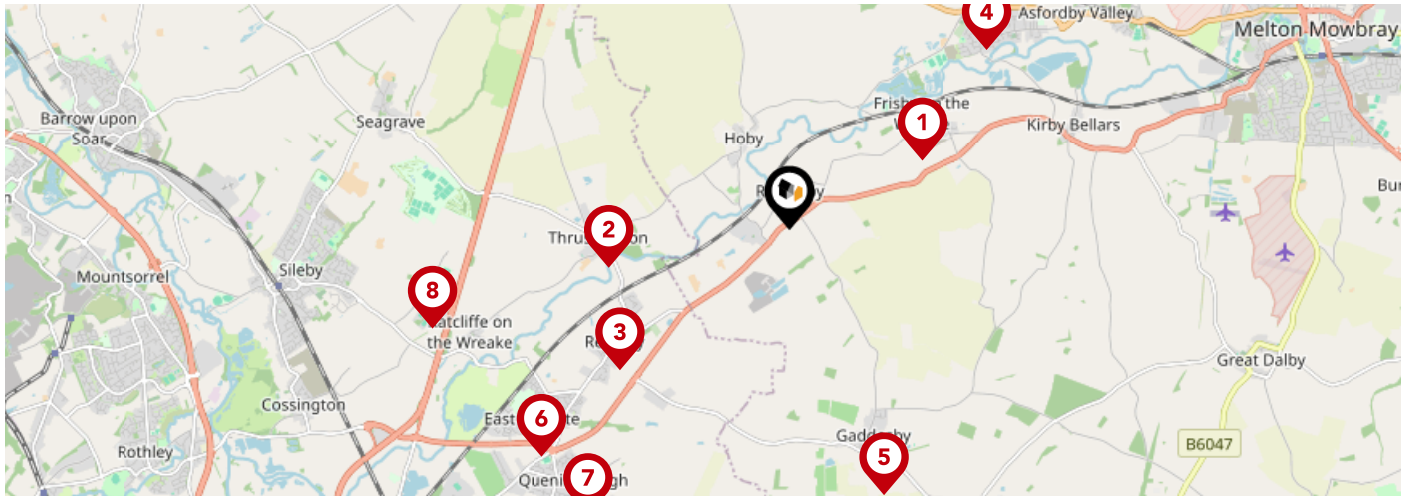 4
Asfordby Valley
Melton Mowbray
Barrow upon
Soar
Seagrave
Hoby
1
Kirby Bellars
2
Mountsorrel
Sileby
8
on
the Wreake
3
Great Dalby
Cossington
6
B6047
Rothley
5
7